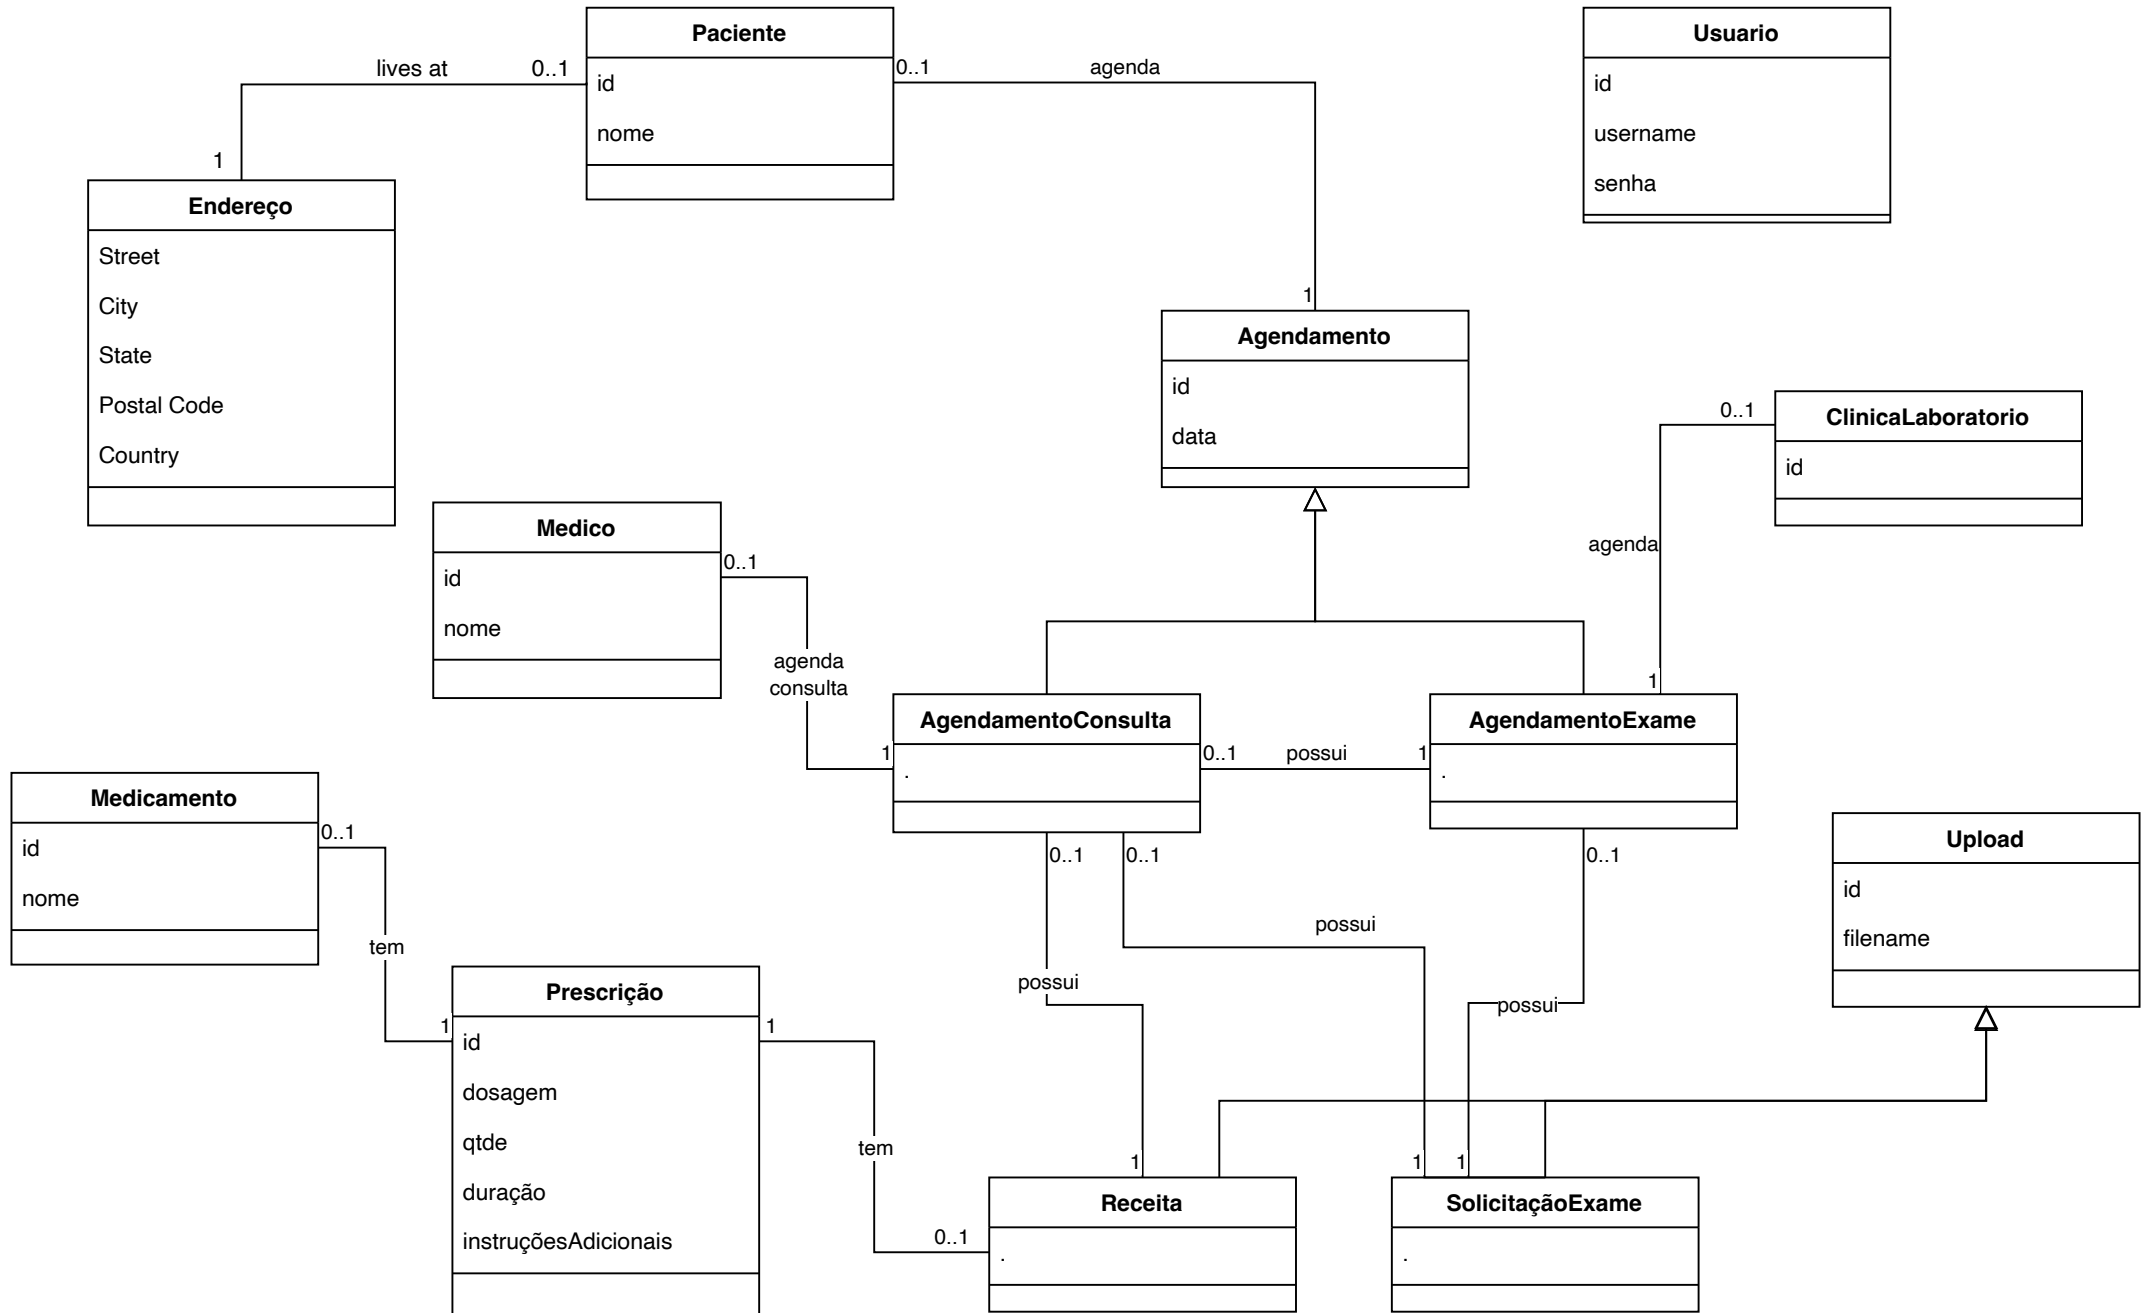 Paciente
id
nome
lives at
0..1
1
0..1
agenda
1
Usuario
id
username
senha
Endereço
Street
City
State
Postal Code
Country
Agendamento
id
data
ClinicaLaboratorio
id
0..1
agenda
1
Medico
id
nome
0..1
agenda
consulta
1
AgendamentoConsulta
.
0..1
possui
1
AgendamentoExame
.
Medicamento
id
nome
0..1
tem
1
0..1
0..1
0..1
possui
possui
possui
Upload
id
filename
Prescrição
id
dosagem
qtde
duração
instruçõesAdicionais
1
tem
0..1
1
1
1
Receita
.
SolicitaçãoExame
.